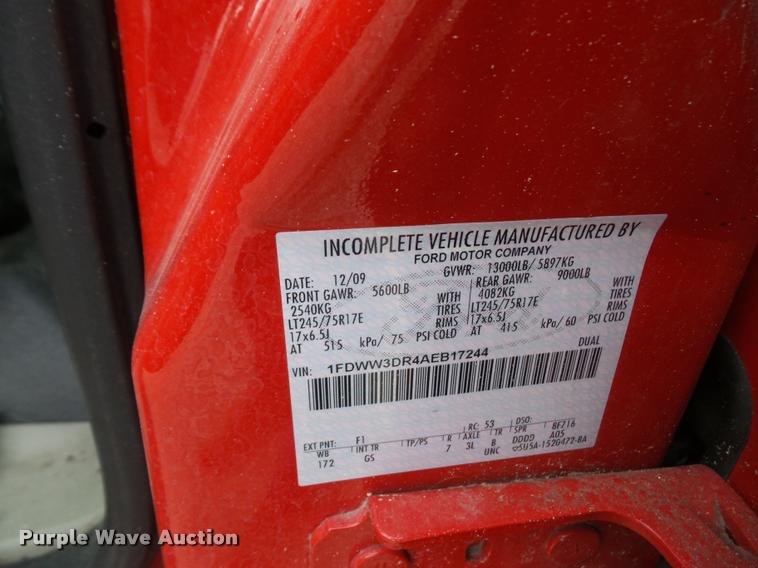 INCOMPLETE VEHICLE MANUFACTURED BY
FORD MOTOR COMPANY
DATE: 12/09 GVWR: 13000LB/ 5897KG
FRONT GAWR: 5600LB REAR GAWR: 9000LB
2540KG WITH 4082KG WITH
LT245/75R17E TIRES LT245/75R17E TIRES
17x6.5J RIMS 17x6.5J RIMS
AT 515 kPa/ 75 PSI COLD AT 415 kPa/ 60 PSI COLD
VIN: 1FDWW3DR4AEB17244 DUAL
EXT PNT: F1 RC: 53 DSO:
WB INT TR TP/PS R AXLE TR SPR BF716
172 GS 7 3L B DDDD A05
UNC 5U5A-1520472-BA
Purple Wave Auction